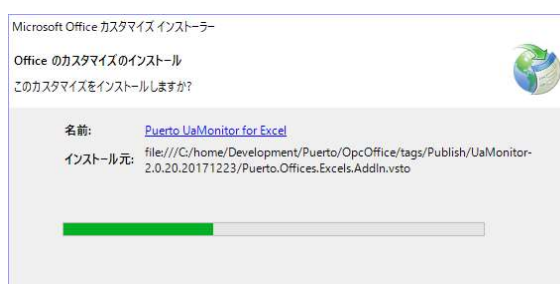 Microsoft Office カスタマイズ インストーラー
Office のカスタマイズのインストール
このカスタマイズをインストールしますか?
名前: Puerto UaMonitor for Excel
インストール元: file:///C:/home/Development/Puerto/OpcOffice/tags/Publish/UaMonitor-
2.0.20.20171223/Puerto.Offices.Excels.AddIn.vsto